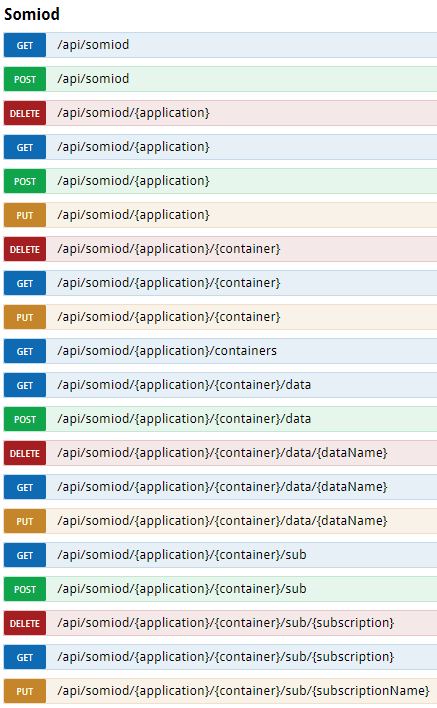 Somiod
GET /api/somiod
POST /api/somiod
DELETE /api/somiod/{application}
GET /api/somiod/{application}
POST /api/somiod/{application}
PUT /api/somiod/{application}
DELETE /api/somiod/{application}/{container}
GET /api/somiod/{application}/{container}
PUT /api/somiod/{application}/{container}
GET /api/somiod/{application}/containers
GET /api/somiod/{application}/{container}/data
POST /api/somiod/{application}/{container}/data
DELETE /api/somiod/{application}/{container}/data/{dataName}
GET /api/somiod/{application}/{container}/data/{dataName}
PUT /api/somiod/{application}/{container}/data/{dataName}
GET /api/somiod/{application}/{container}/sub
POST /api/somiod/{application}/{container}/sub
DELETE /api/somiod/{application}/{container}/sub/{subscription}
GET /api/somiod/{application}/{container}/sub/{subscription}
PUT /api/somiod/{application}/{container}/sub/{subscriptionName}